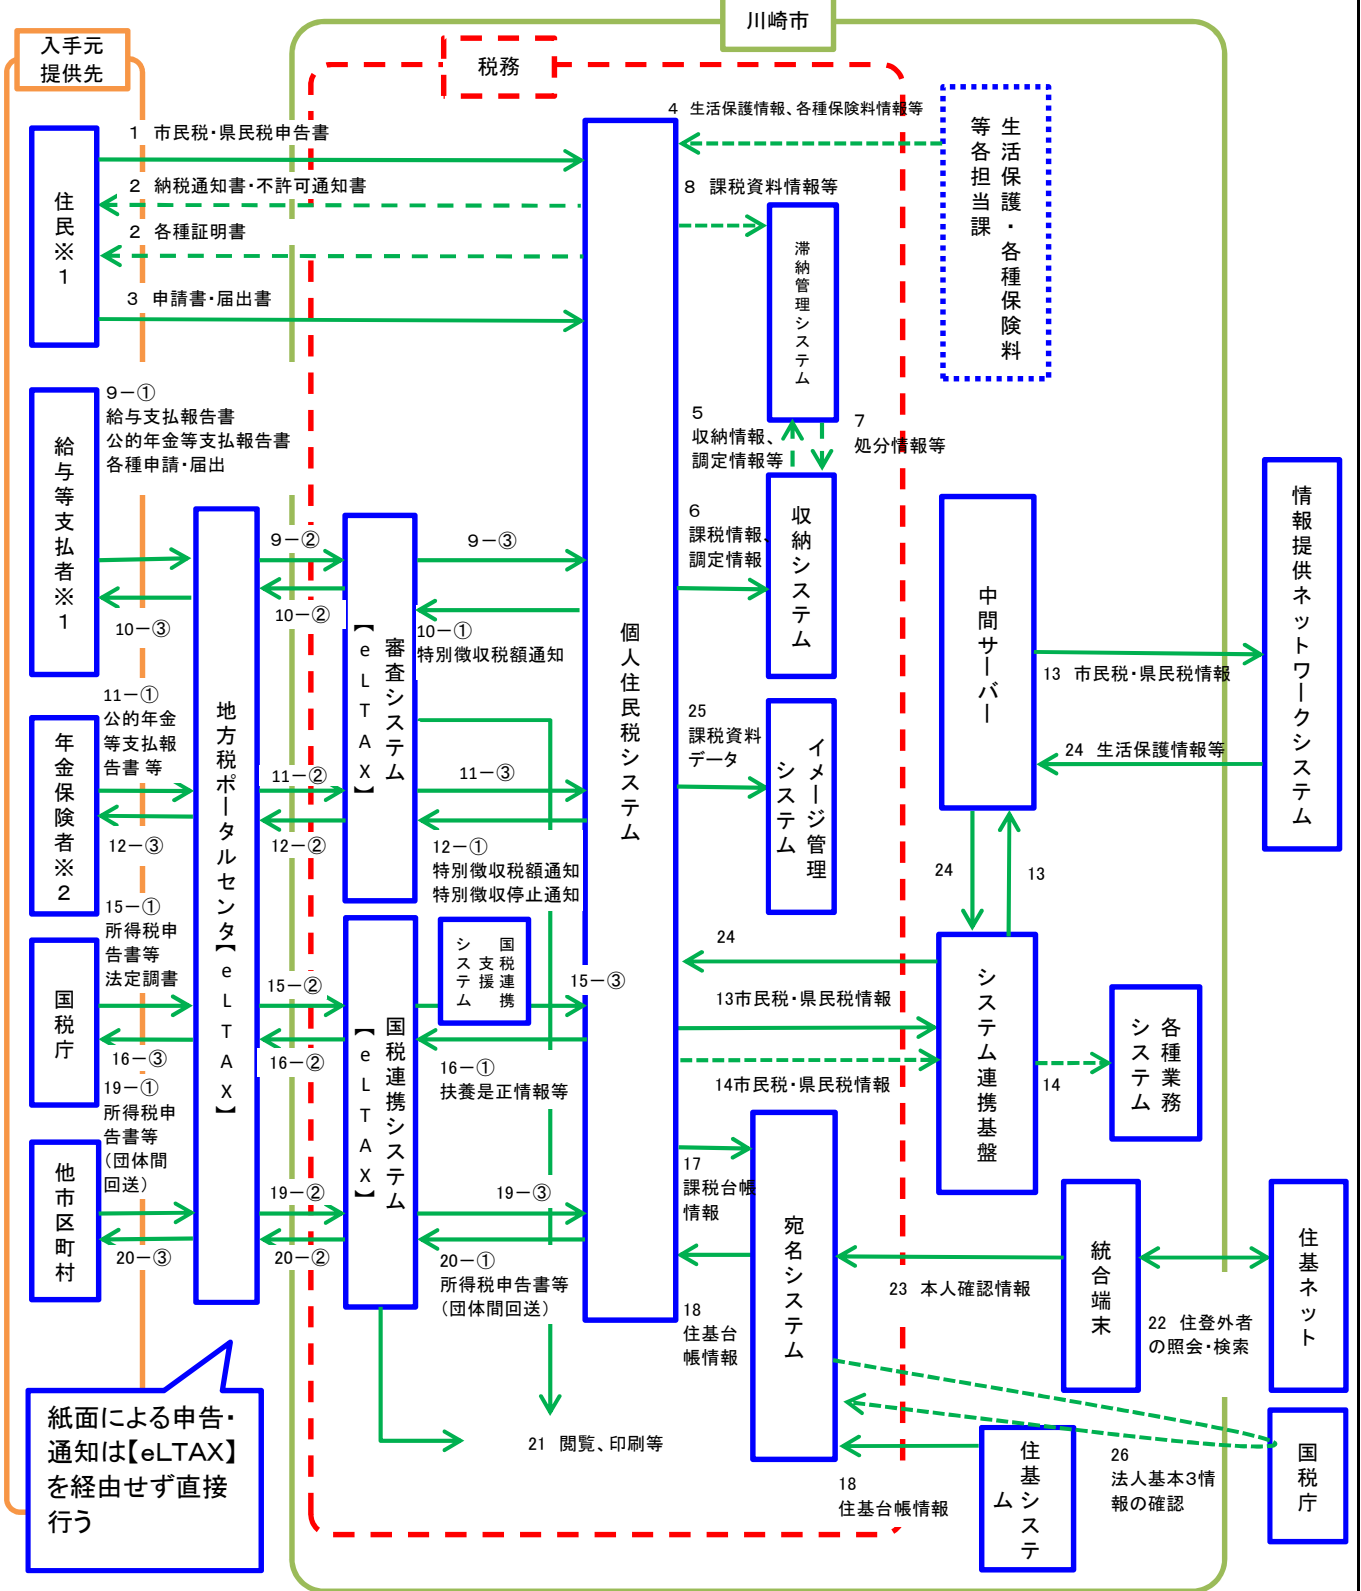 川崎市
入手元
提供先
税務
1 市民税・県民税申告書
2 納税通知書・不許可通知書
2 各種証明書
3 申請書・届出書
住民※1
4 生活保護情報、各種保険料情報等
生活保護・各種保険料
等各担当課
8 課税資料情報等
滞納管理システム
5
収納情報、
調定情報等
7
処分情報等
9－①
給与支払報告書
公的年金等支払報告書
各種申請・届出
給与等支払者※1
9－②
9－③
10－①
特別徴収税額通知
10－②
10－③
6
課税情報、
調定情報
収納システム
審査システム
【eLTAX】
個人住民税システム
中間サーバー
情報提供ネットワークシステム
13 市民税・県民税情報
24 生活保護情報等
11－①
公的年金
等支払報
告書 等
年金保険者※2
11－②
11－③
12－①
特別徴収税額通知
特別徴収停止通知
12－②
12－③
地方税ポータルセンタ【eLTAX】
25
課税資料
データ
イメージ管理
システム
24
13
15－①
所得税申
告書等
法定調書
国税庁
15－②
国税連携
支援
システム
15－③
16－①
扶養是正情報等
16－②
16－③
国税連携システム
【eLTAX】
24
13市民税・県民税情報
14市民税・県民税情報
システム連携基盤
14
各種業務
システム
19－①
所得税申
告書等
（団体間
回送）
他市区町村
19－②
19－③
20－①
所得税申告書等
（団体間回送）
20－②
20－③
17
課税台帳
情報
18
住基台
帳情報
宛名システム
23 本人確認情報
統合端末
22 住登外者
の照会・検索
住基ネット
21 閲覧、印刷等
18
住基台帳情報
住基システ
ム
26
法人基本3情
報の確認
国税庁
紙面による申告・
通知は【eLTAX】
を経由せず直接
行う